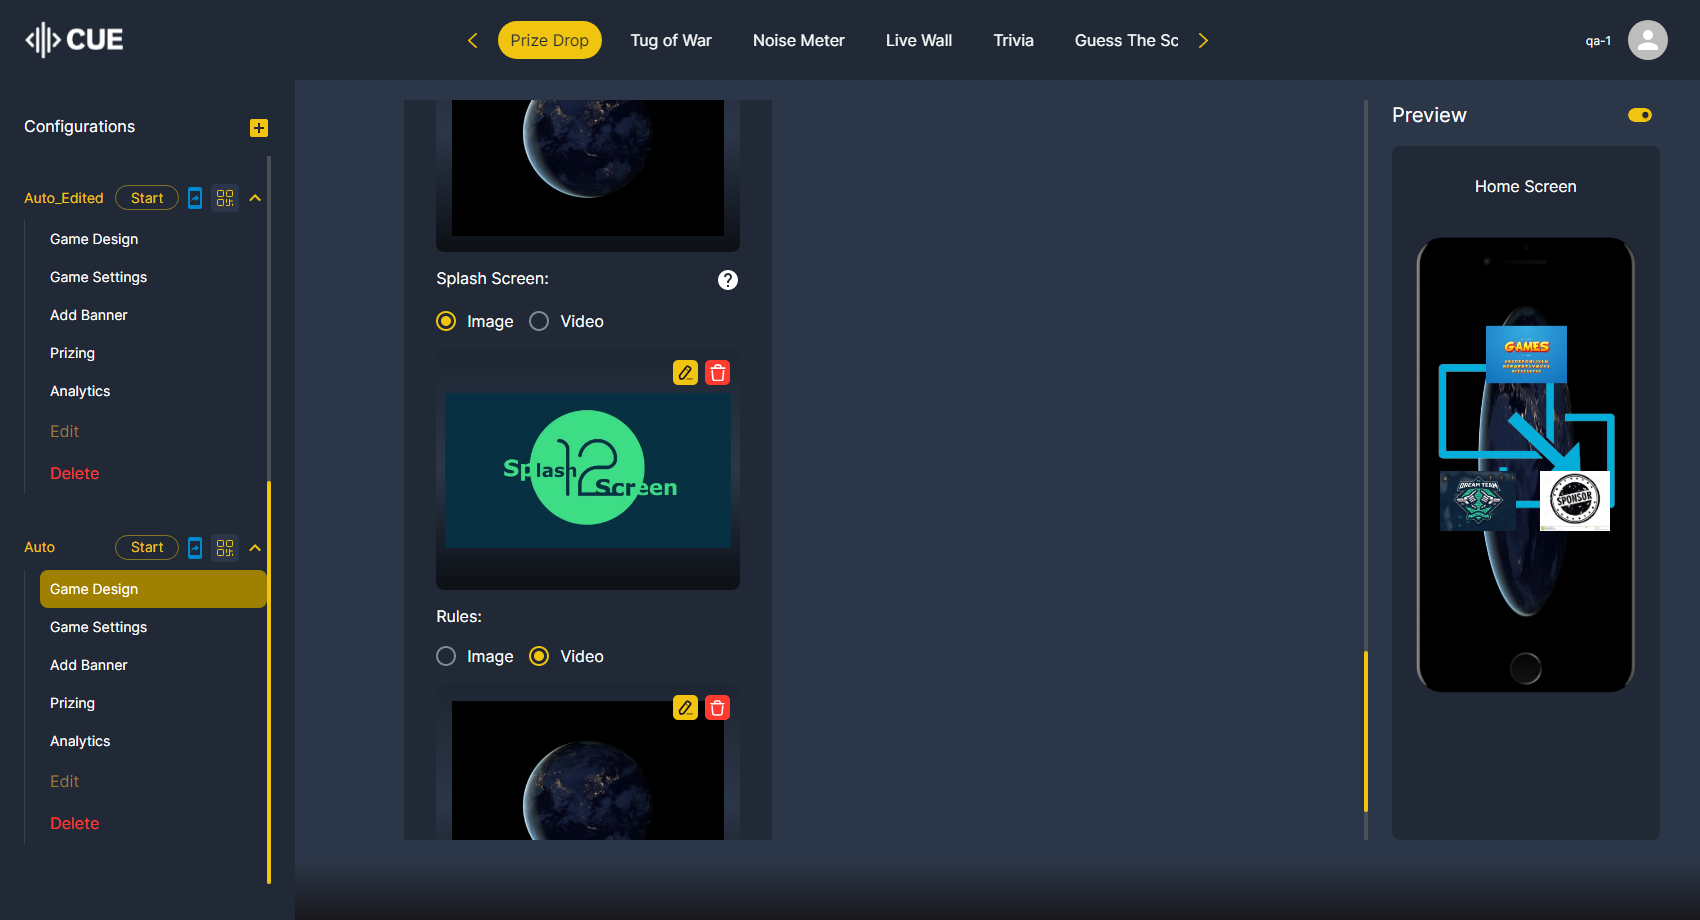 CUE
Prize Drop
Tug of War
Noise Meter
Live Wall
Trivia
Guess The Sc
qa-1
Configurations
Auto_Edited
Start
Game Design
Game Settings
Add Banner
Prizing
Analytics
Edit
Delete
Auto
Start
Game Design
Game Settings
Add Banner
Prizing
Analytics
Edit
Delete
Splash Screen:
Image
Video
Splash 12
Screen
Rules:
Image
Video
Preview
Home Screen
GAMES
DREAM TEAM
SPONSOR